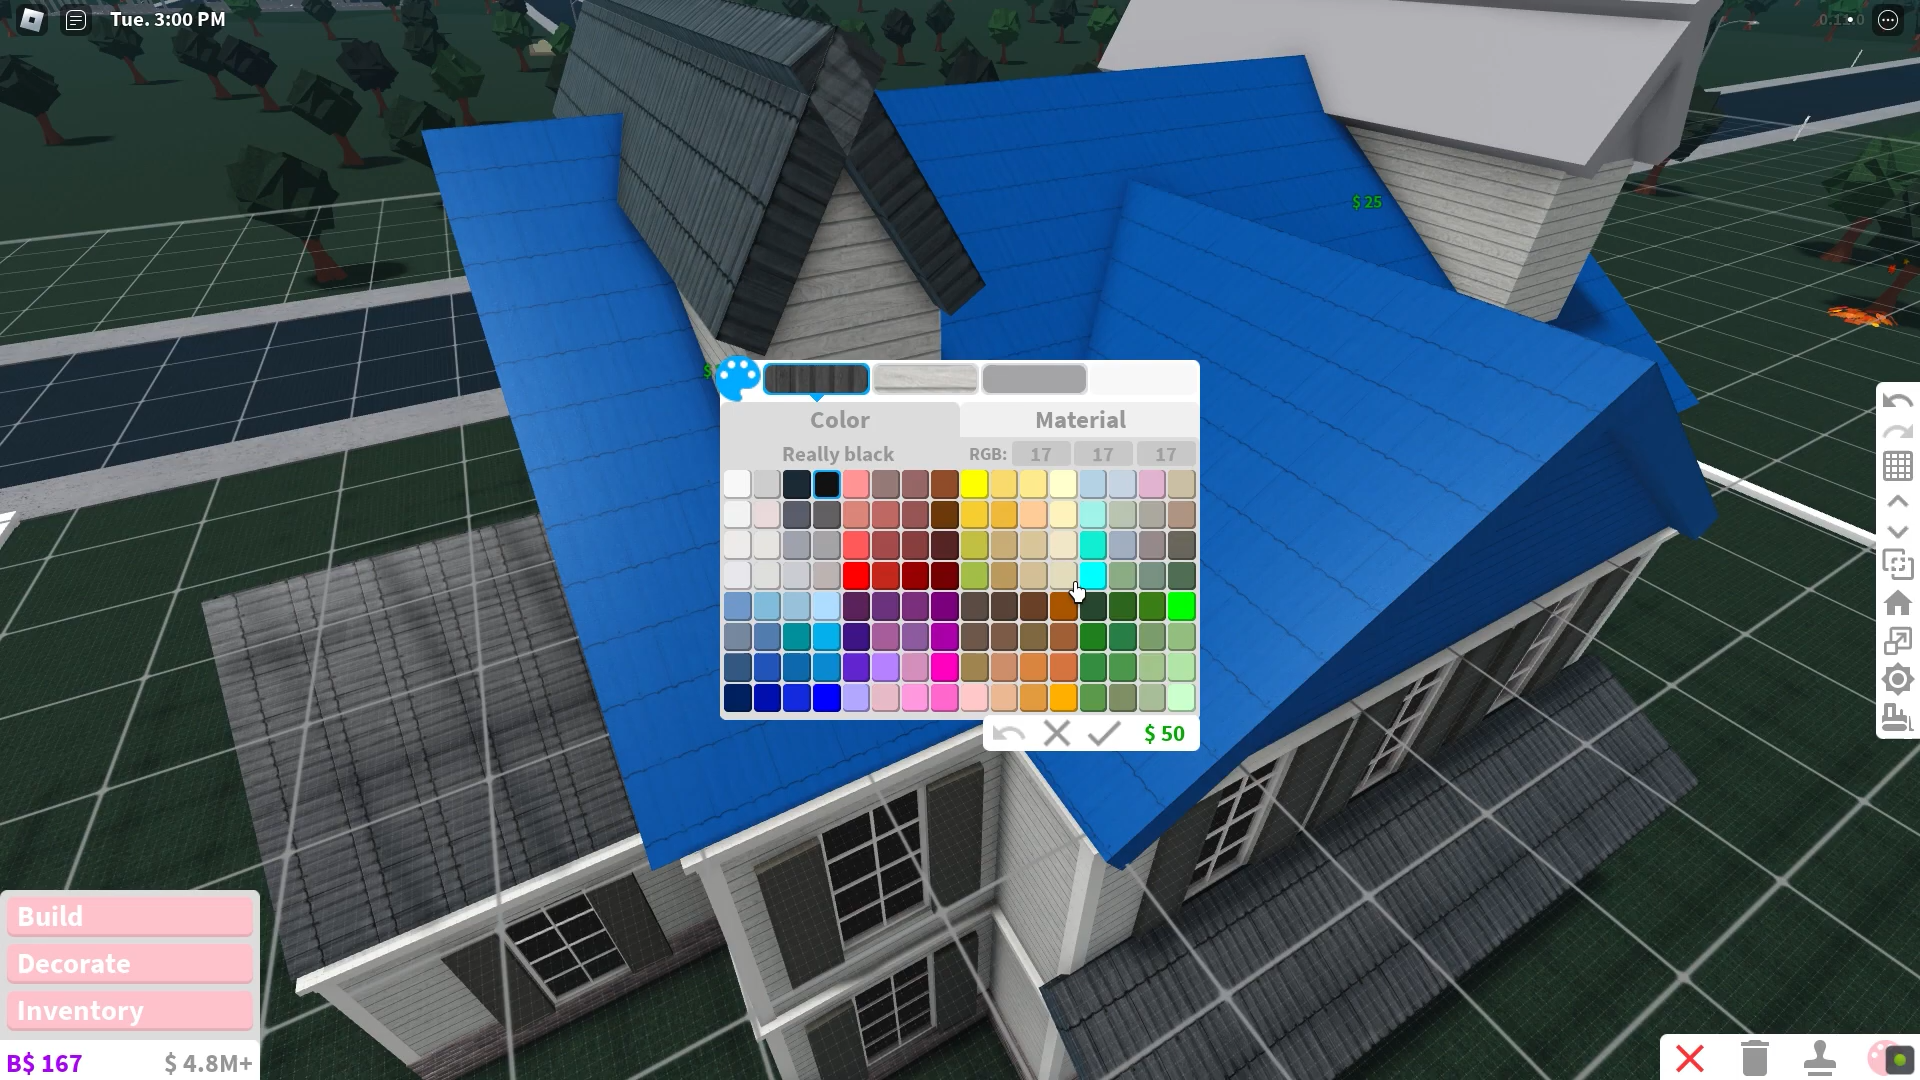 Tue. 3:00 PM
$ 25
$
Color
Material
Really black
RGB: 17 17 17
$ 50
Build
Decorate
Inventory
B$ 167
$ 4.8M+